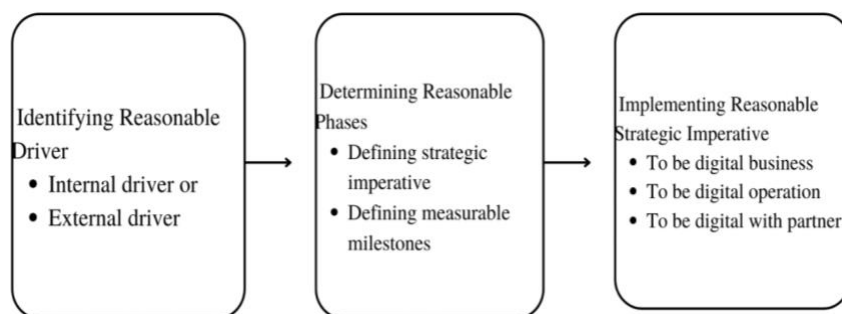 Identifying Reasonable
Driver
• Internal driver or
• External driver
Determining Reasonable
Phases
• Defining strategic
imperative
• Defining measurable
milestones
Implementing Reasonable
Strategic Imperative
• To be digital business
• To be digital operation
• To be digital with partner